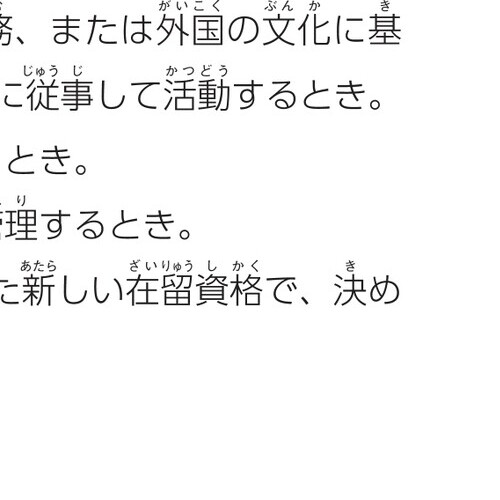 、または外国の文化に基
に従事して活動するとき。
とき。
理するとき。
た新しい在留資格で、決め